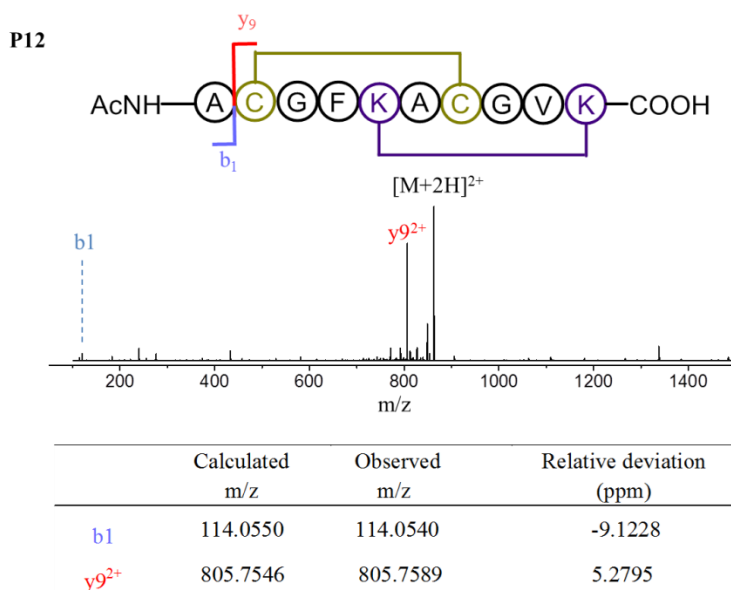 P12
y9
AcNH A C G F K A C G V K COOH
b1
[M+2H]2+
b1
y92+
200 400 600 800 1000 1200 1400
m/z
Calculated m/z Observed m/z Relative deviation (ppm)
b1 114.0550 114.0540 -9.1228
y92+ 805.7546 805.7589 5.2795